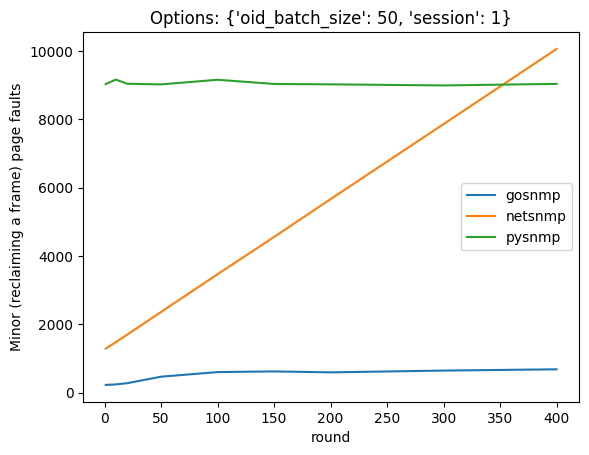 Options: {'oid_batch_size': 50, 'session': 1}
Minor (reclaiming a frame) page faults
10000
8000
6000
4000
2000
0
gosnmp
netsnmp
pysnmp
0 50 100 150 200 250 300 350 400
round